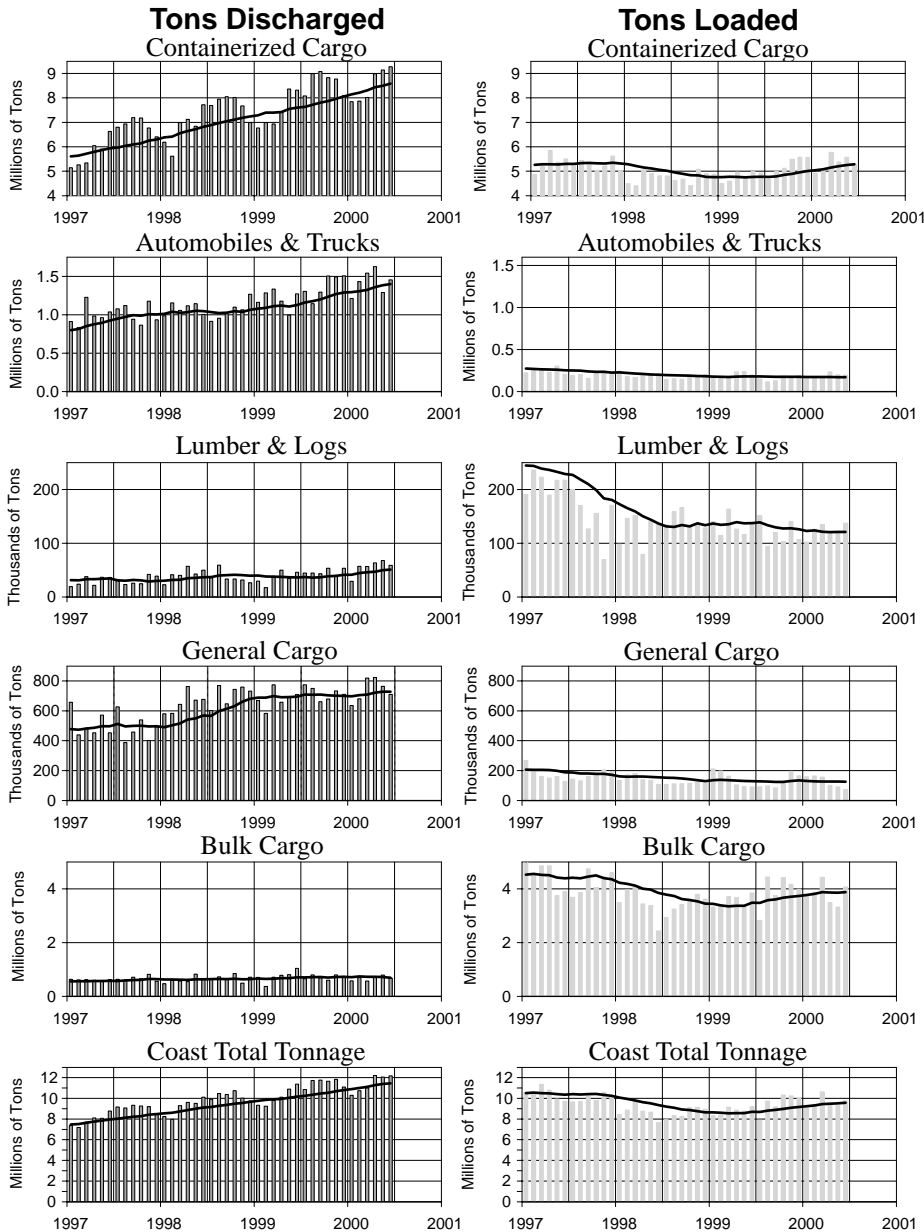 Tons Discharged
Containerized Cargo
Millions of Tons
9
8
7
6
5
4
1997 1998 1999 2000 2001
Automobiles & Trucks
Millions of Tons
1.5
1.0
0.5
0.0
1997 1998 1999 2000 2001
Lumber & Logs
Thousands of Tons
200
100
0
1997 1998 1999 2000 2001
General Cargo
Thousands of Tons
800
600
400
200
0
1997 1998 1999 2000 2001
Bulk Cargo
Millions of Tons
4
2
0
1997 1998 1999 2000 2001
Coast Total Tonnage
Millions of Tons
12
10
8
6
4
2
0
1997 1998 1999 2000 2001
Tons Loaded
Containerized Cargo
Millions of Tons
9
8
7
6
5
4
1997 1998 1999 2000 2001
Automobiles & Trucks
Millions of Tons
1.5
1.0
0.5
0.0
1997 1998 1999 2000 2001
Lumber & Logs
Thousands of Tons
200
100
0
1997 1998 1999 2000 2001
General Cargo
Thousands of Tons
800
600
400
200
0
1997 1998 1999 2000 2001
Bulk Cargo
Millions of Tons
4
2
0
1997 1998 1999 2000 2001
Coast Total Tonnage
Millions of Tons
12
10
8
6
4
2
0
1997 1998 1999 2000 2001